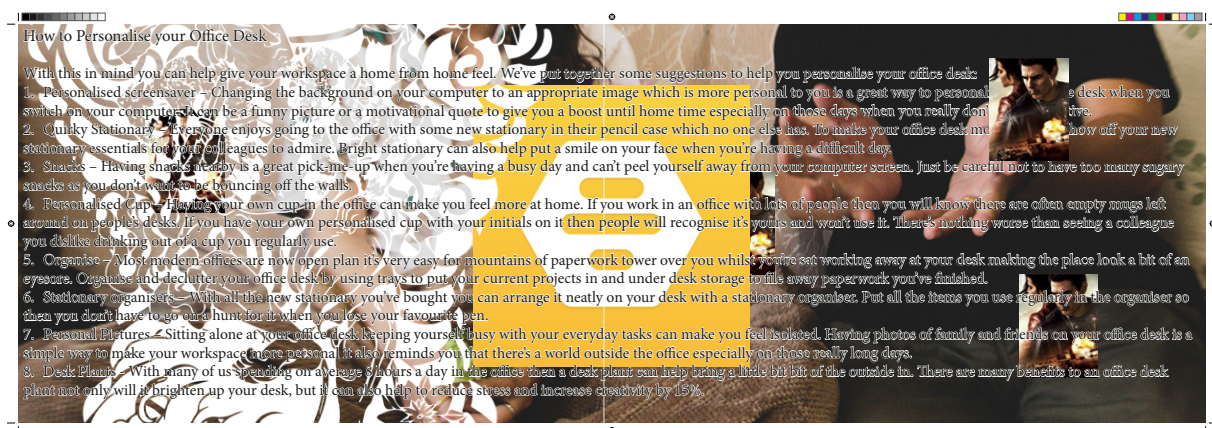 How to Personalise your Office Desk
With this in mind you can help give your workspace a home from home feel. We've put together some suggestions to help you personalise your office desk:
1. Personalised screensaver – Changing the background on your computer to an appropriate image which is more personal to you is a great way to personal desk when you
switch on your computer. It can be a funny picture or a motivational quote to give you a boost until home time especially on those days when you really don
2. Quirky Stationary – Everyone enjoys going to the office with some new stationary in their pencil case which no one else has. To make your office desk how off your new
stationary essentials for your colleagues to admire. Bright stationary can also help put a smile on your face when you're having a difficult day.
3. Snacks – Having snacks nearby is a great pick-me-up when you're having a busy day and can't peel yourself away from your computer screen. Just be careful not to have too many sugary
snacks as you don't want to be bouncing off the walls.
4. Personalised Cup – Having your own cup in the office can make you feel more at home. If you work in an office with lots of people then you will know there are often empty mugs left
around on people's desks. If you have your own personalised cup with your initials on it then people will recognise it's yours and won't use it. There's nothing worse than seeing a colleague
you dislike drinking out of a cup you regularly use.
5. Organise – Most modern offices are now open plan it's very easy for mountains of paperwork tower over you whilst you're sat working away at your desk making the place look a bit of an
eyesore. Organise and declutter your office desk by using trays to put your current projects in and under desk storage to file away paperwork you've finished.
6. Stationary organisers – With all the new stationary you've bought you can arrange it neatly on your desk with a stationary organiser. Put all the items you use regularly in the organiser so
then you don't have to go on a hunt for it when you lose your favourite pen.
7. Personal Pictures – Sitting alone at your office desk keeping yourself busy with your everyday tasks can make you feel isolated. Having photos of family and friends on your office desk is a
simple way to make your workspace more personal it also reminds you that there's a world outside the office especially on those really long days.
8. Desk Plants – With many of us spending on average 8 hours a day in the office then a desk plant can help bring a little bit bit of the outside in. There are many benefits to an office desk
plant not only will it brighten up your desk, but it can also help to reduce stress and increase creativity by 15%.